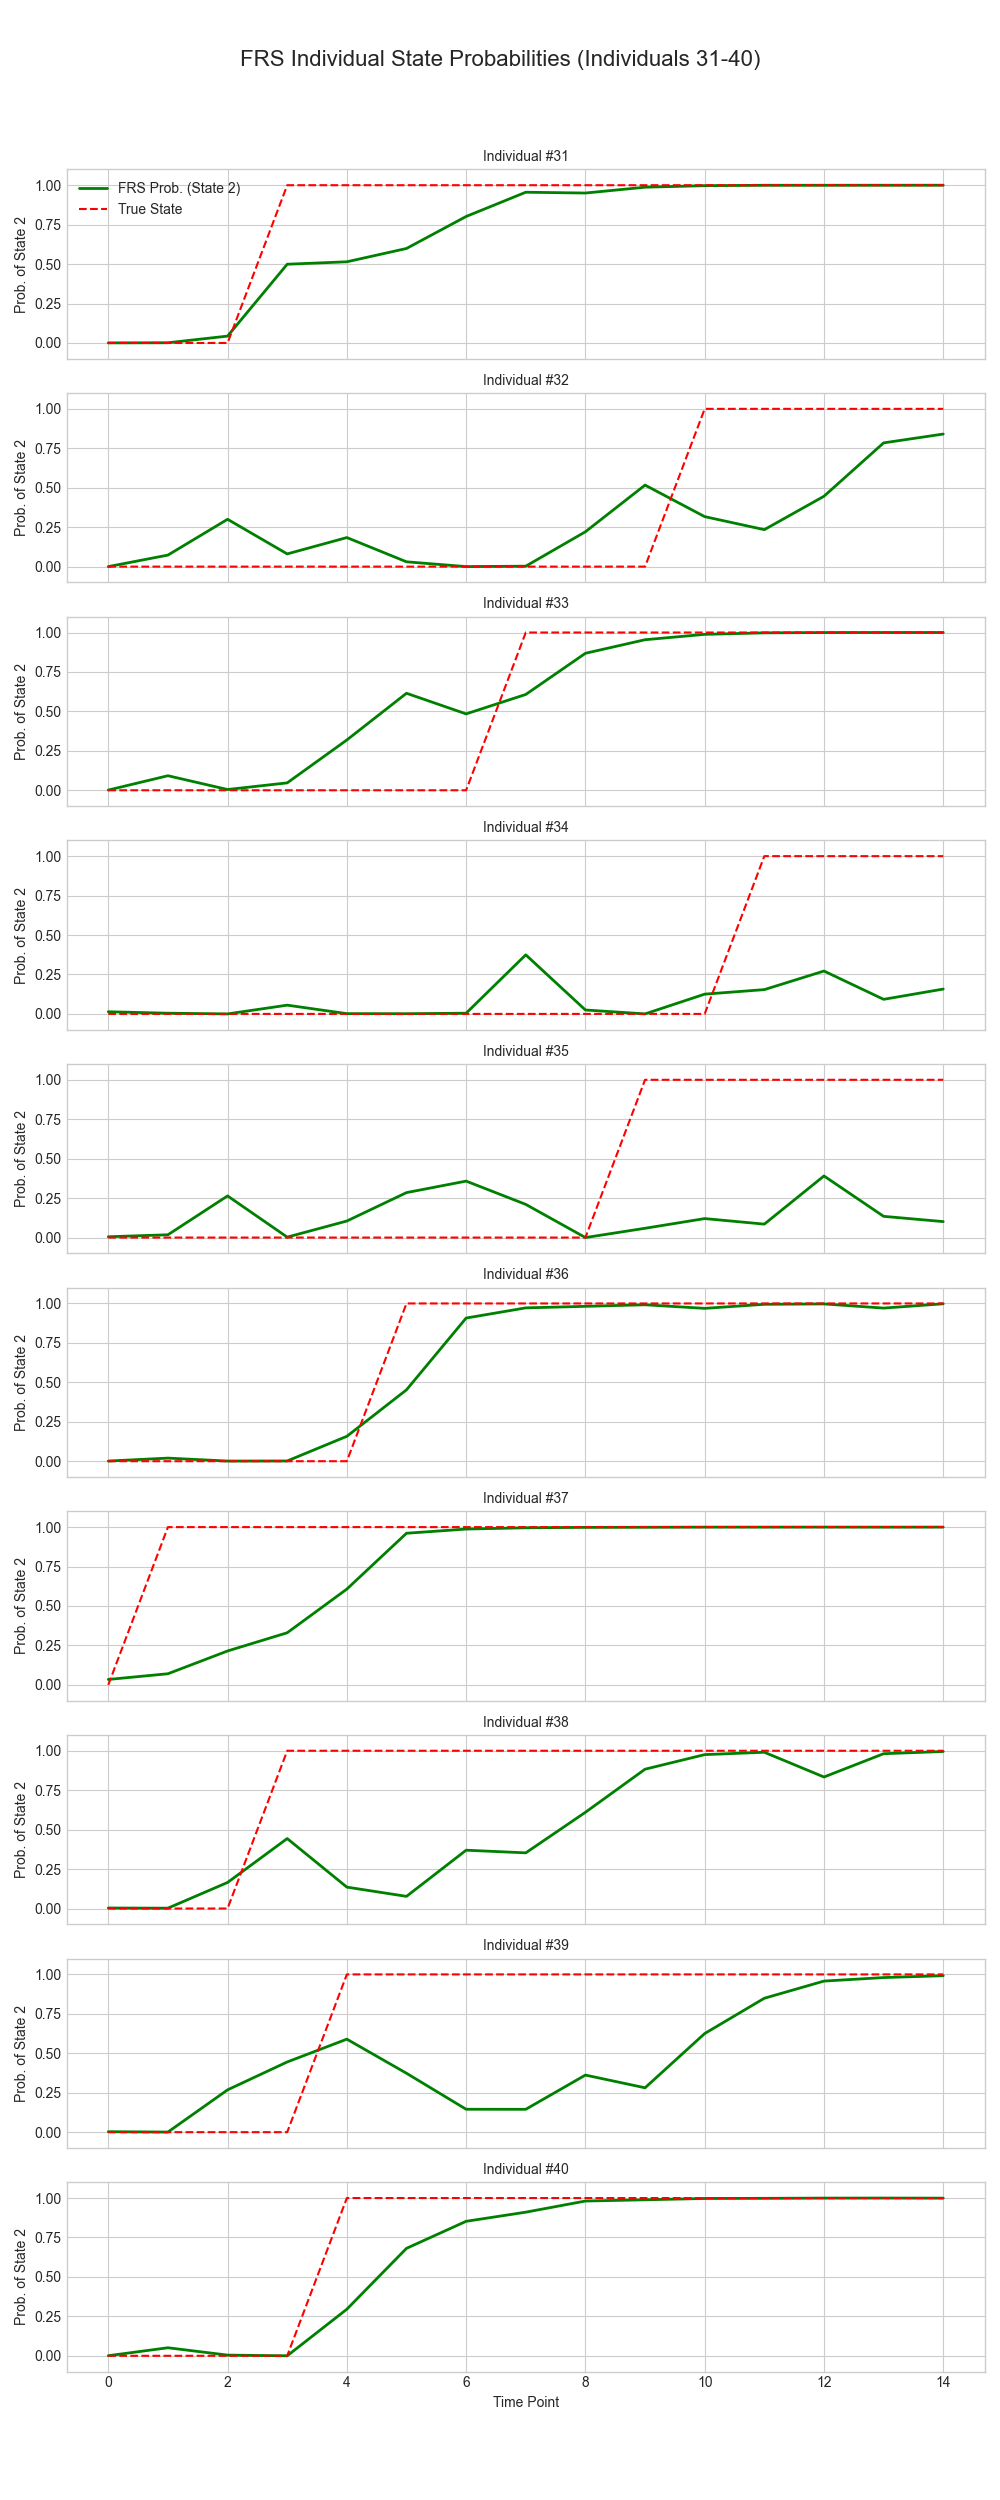 FRS Individual State Probabilities (Individuals 31-40)
Individual #31
FRS Prob. (State 2)
True State
1.00
0.75
0.50
0.25
0.00
Prob. of State 2
Individual #32
1.00
0.75
0.50
0.25
0.00
Prob. of State 2
Individual #33
1.00
0.75
0.50
0.25
0.00
Prob. of State 2
Individual #34
1.00
0.75
0.50
0.25
0.00
Prob. of State 2
Individual #35
1.00
0.75
0.50
0.25
0.00
Prob. of State 2
Individual #36
1.00
0.75
0.50
0.25
0.00
Prob. of State 2
Individual #37
1.00
0.75
0.50
0.25
0.00
Prob. of State 2
Individual #38
1.00
0.75
0.50
0.25
0.00
Prob. of State 2
Individual #39
1.00
0.75
0.50
0.25
0.00
Prob. of State 2
Individual #40
1.00
0.75
0.50
0.25
0.00
Prob. of State 2
0 2 4 6 8 10 12 14
Time Point